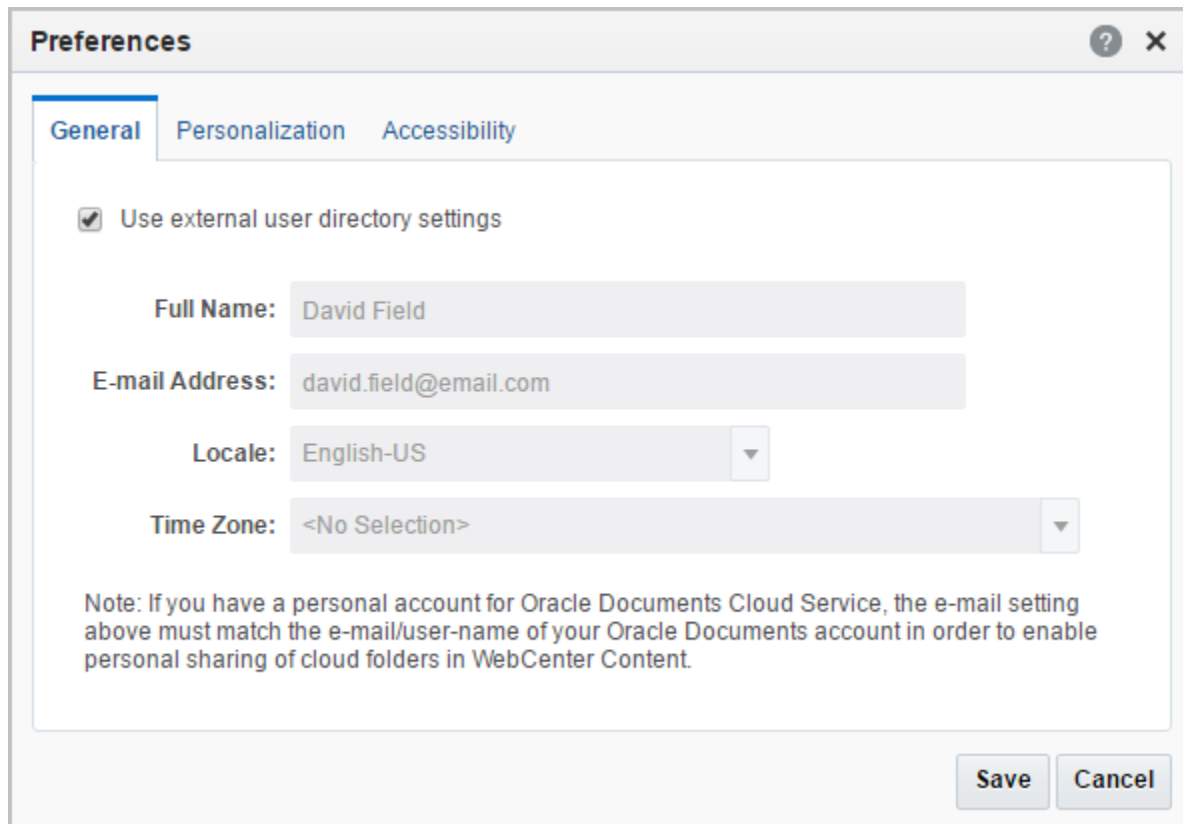 Preferences
General Personalization Accessibility
Use external user directory settings
Full Name: David Field
E-mail Address: david.field@email.com
Locale: English-US
Time Zone: <No Selection>
Note: If you have a personal account for Oracle Documents Cloud Service, the e-mail setting
above must match the e-mail/user-name of your Oracle Documents account in order to enable
personal sharing of cloud folders in WebCenter Content.
Save Cancel